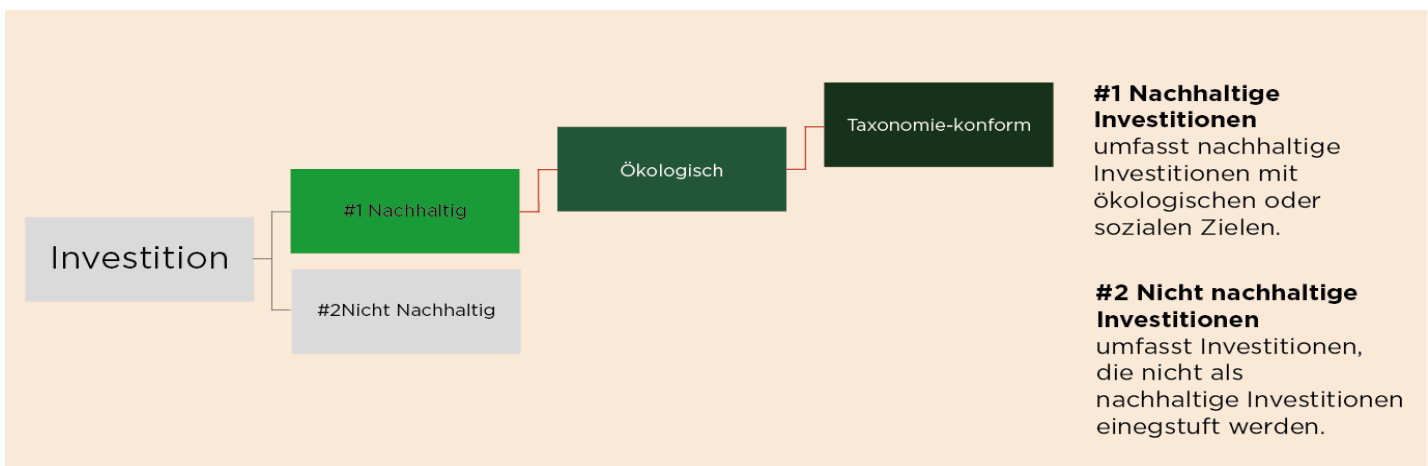 Investition
#1 Nachhaltig
#2Nicht Nachhaltig
Ökologisch
Taxonomie-konform
#1 Nachhaltige
Investitionen
umfasst nachhaltige
Investitionen mit
ökologischen oder
sozialen Zielen.
#2 Nicht nachhaltige
Investitionen
umfasst Investitionen,
die nicht als
nachhaltige Investitionen
einegstuft werden.